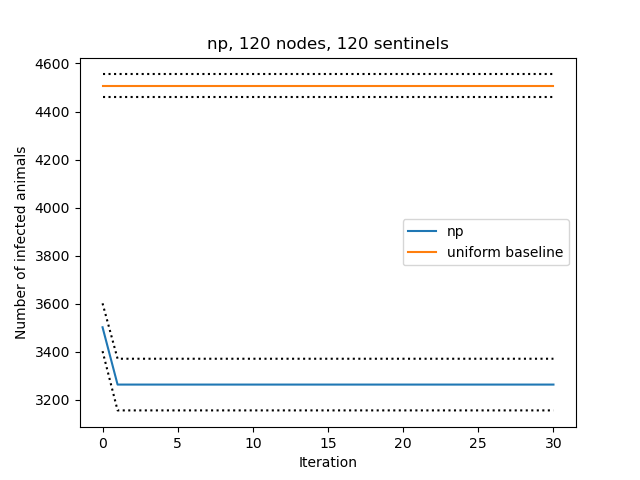 np, 120 nodes, 120 sentinels
4600
4400
4200
4000
3800
3600
3400
3200
Number of infected animals
np
uniform baseline
0 5 10 15 20 25 30
Iteration